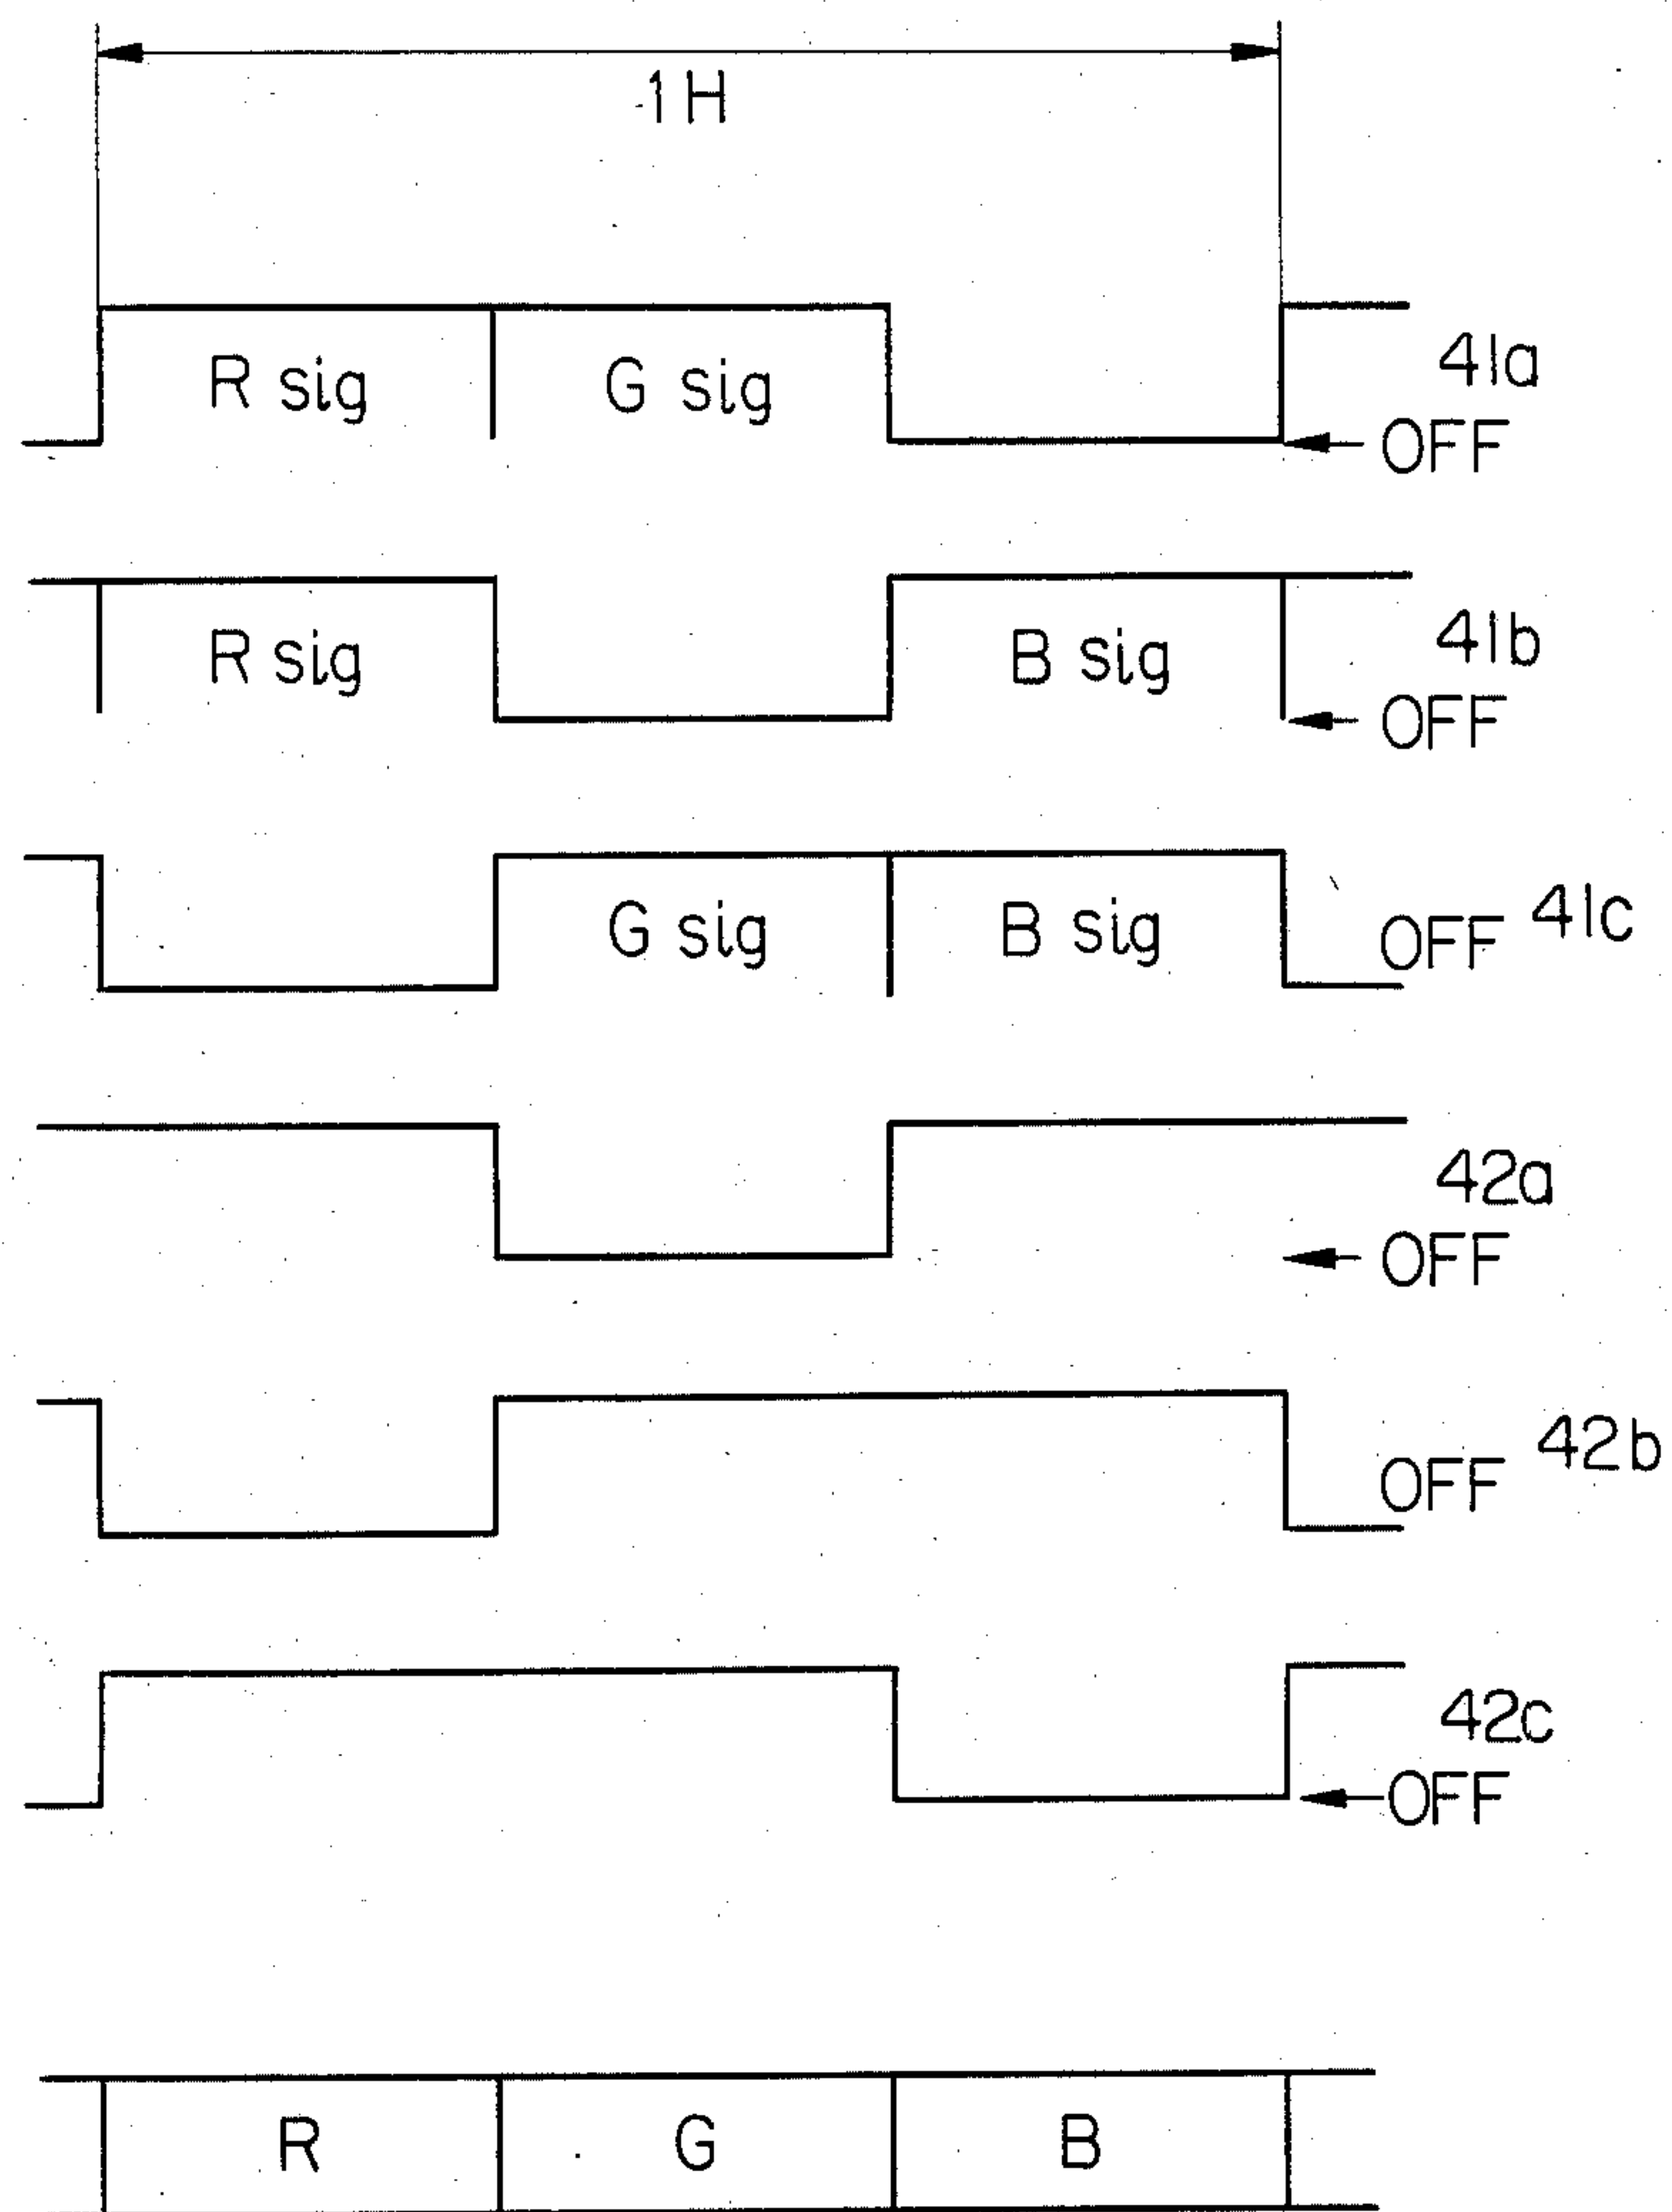 1H
R sig G sig 41a
OFF
R sig B sig 41b
OFF
G sig B sig OFF 41c
42a
OFF
OFF 42b
42c
OFF
R G B